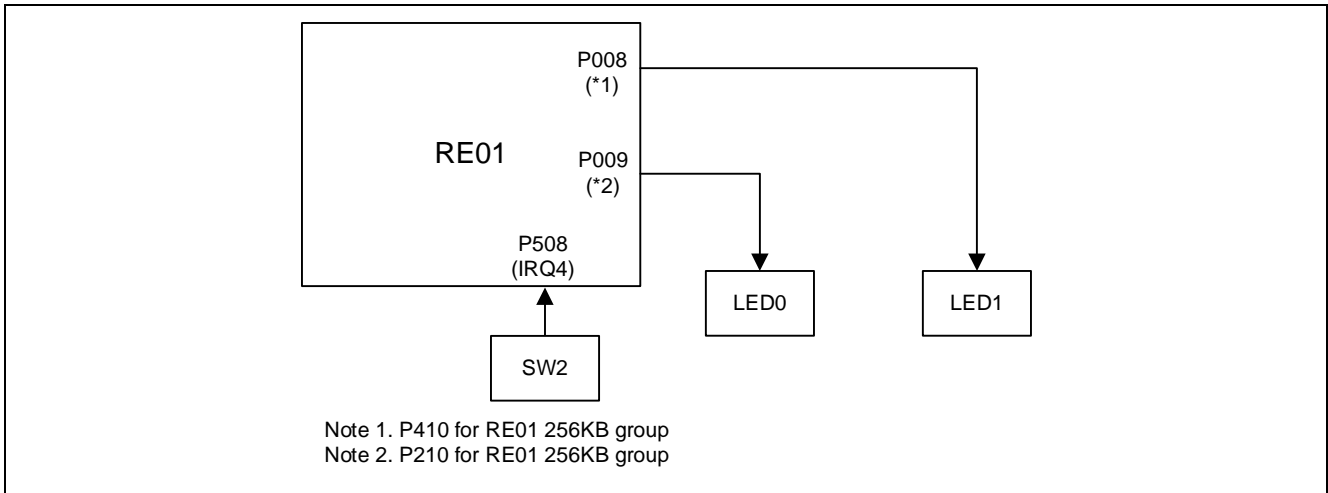 P008
(*1)
RE01
P009
(*2)
P508
(IRQ4)
LED0
LED1
SW2
Note 1. P410 for RE01 256KB group
Note 2. P210 for RE01 256KB group